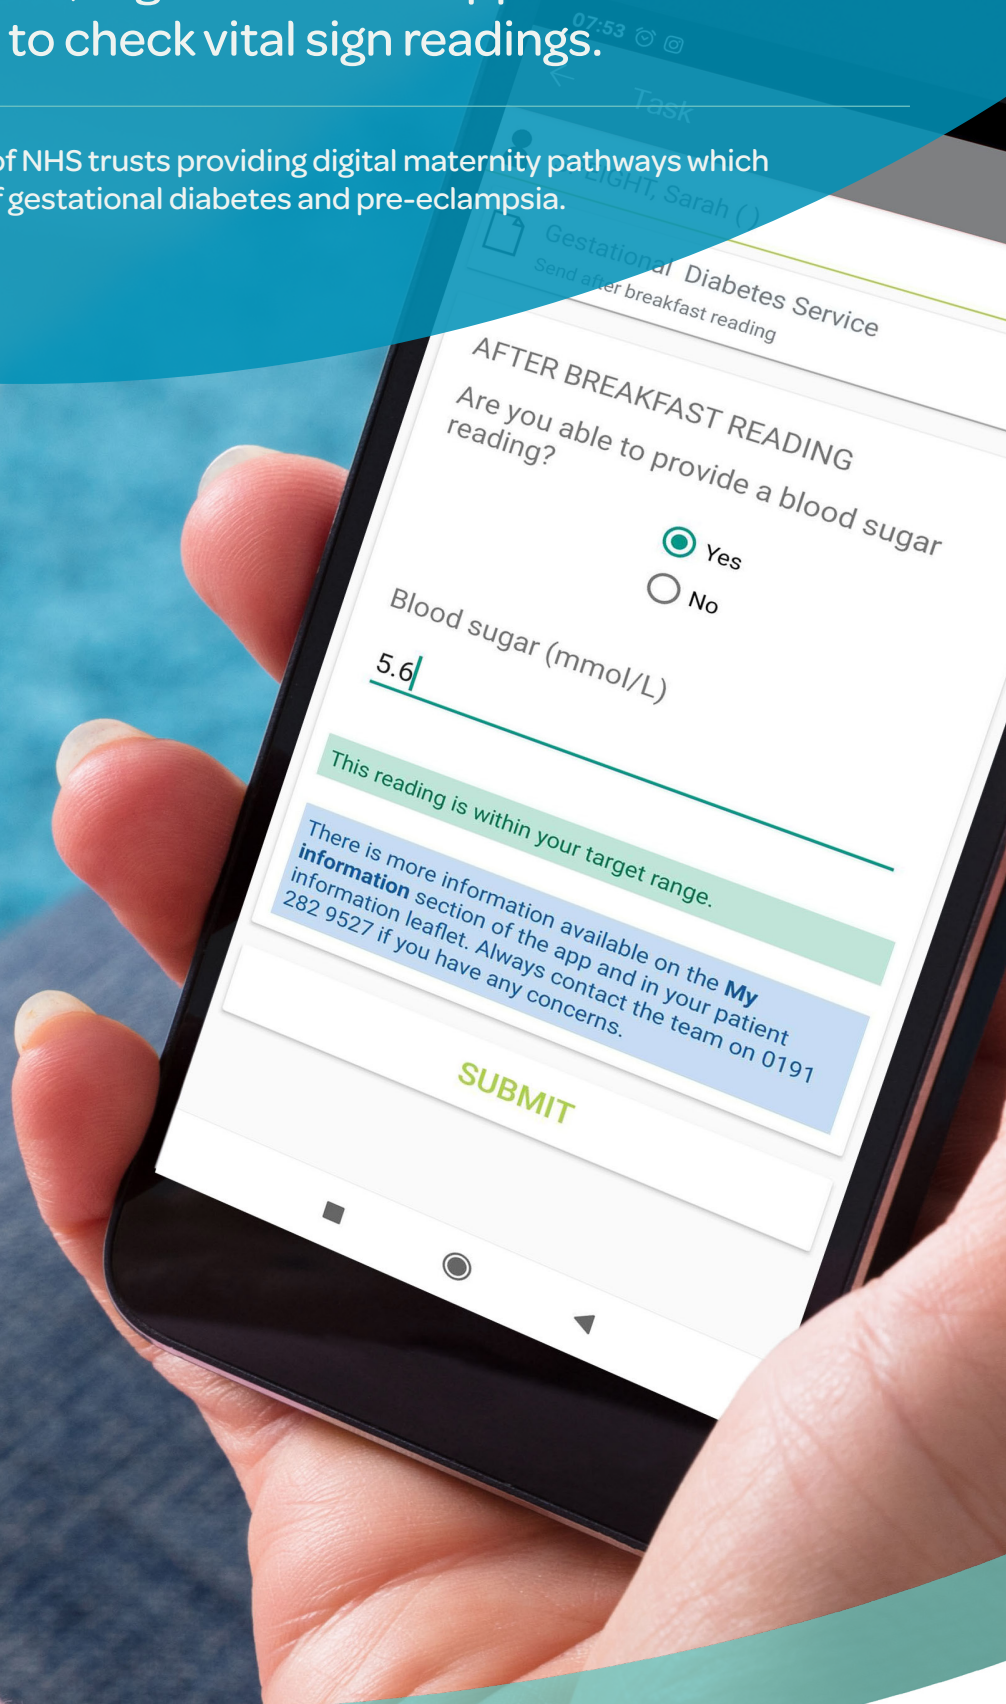 to check vital sign readings.
of NHS trusts providing digital maternity pathways which
gestational diabetes and pre-eclampsia.
07:53
Task
LIGHT, Sarah ( )
Gestational Diabetes Service
Send after breakfast reading
AFTER BREAKFAST READING
Are you able to provide a blood sugar
reading?
Yes
No
Blood sugar (mmol/L)
5.6
This reading is within your target range.
There is more information available on the My
information section of the app and in your patient
information leaflet. Always contact the team on 0191
282 9527 if you have any concerns.
SUBMIT